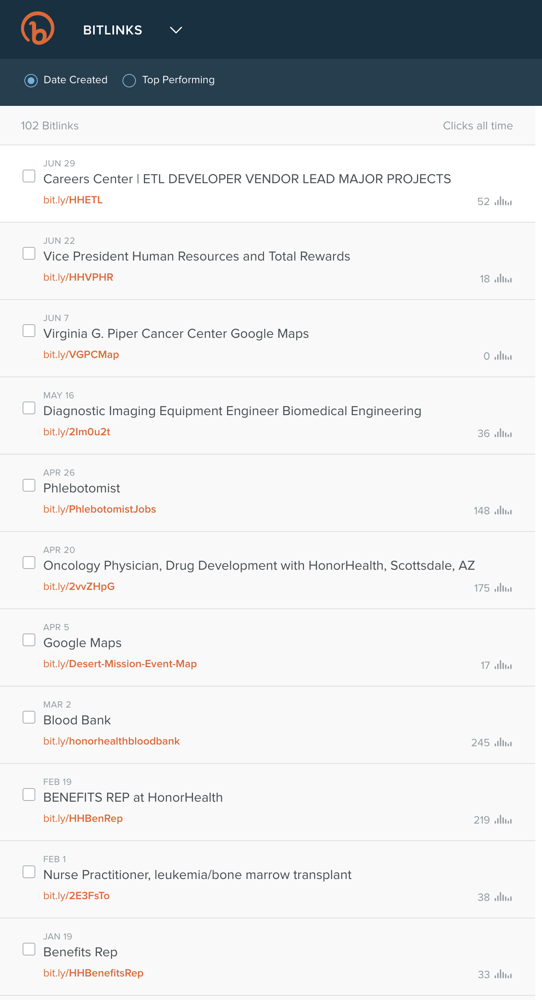 BITLINKS
Date Created Top Performing
102 Bitlinks Clicks all time
JUN 29
Careers Center | ETL DEVELOPER VENDOR LEAD MAJOR PROJECTS
bit.ly/HHETL 52
JUN 22
Vice President Human Resources and Total Rewards
bit.ly/HHVPHR 18
JUN 7
Virginia G. Piper Cancer Center Google Maps
bit.ly/VGPCMap 0
MAY 16
Diagnostic Imaging Equipment Engineer Biomedical Engineering
bit.ly/2Im0u2t 36
APR 26
Phlebotomist
bit.ly/PhlebotomistJobs 148
APR 20
Oncology Physician, Drug Development with HonorHealth, Scottsdale, AZ
bit.ly/2vvZHpG 175
APR 5
Google Maps
bit.ly/Desert-Mission-Event-Map 17
MAR 2
Blood Bank
bit.ly/honorhealthbloodbank 245
FEB 19
BENEFITS REP at HonorHealth
bit.ly/HHBenRep 219
FEB 1
Nurse Practitioner, leukemia/bone marrow transplant
bit.ly/2E3FsTo 38
JAN 19
Benefits Rep
bit.ly/HHBenefitsRep 33